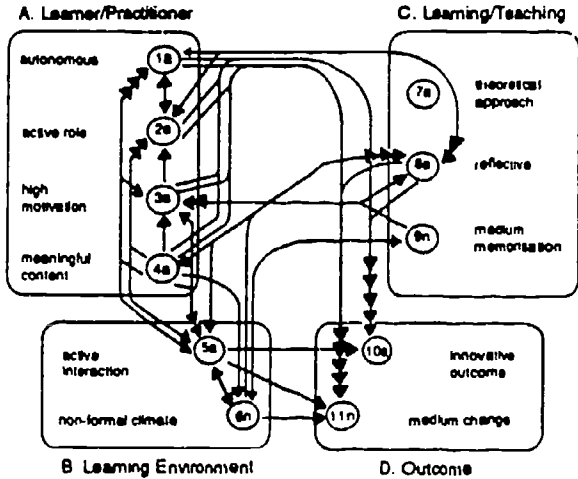 A. Learner/Practitioner
autonomous
1a
active role
2a
high
motivation
3a
meaningful
content
4a
C. Learning/Teaching
7a
theoretical
approach
8a
reflective
9n
medium
memorisation
active
interaction
5a
non-formal climate
6n
B Learning Environment
10a
innovative
outcome
11n
medium change
D. Outcome